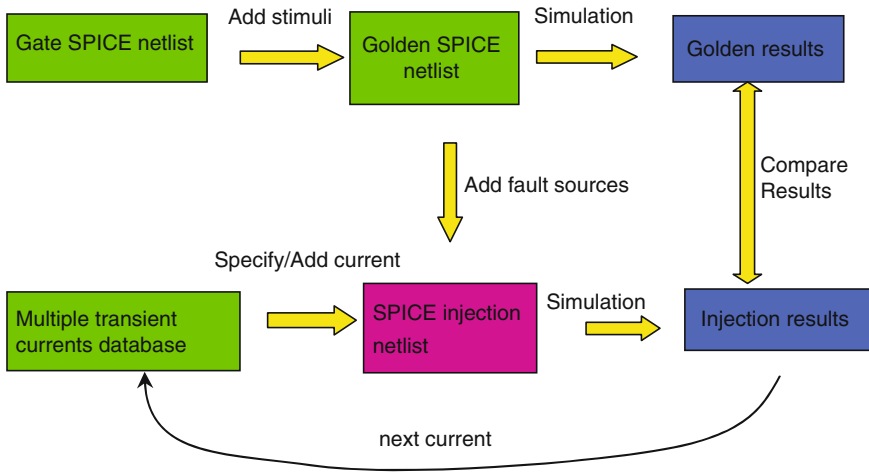 Gate SPICE netlist
Add stimuli
Golden SPICE
netlist
Simulation
Golden results
Add fault sources
Compare
Results
Specify/Add current
Multiple transient
currents database
SPICE injection
netlist
Simulation
Injection results
next current